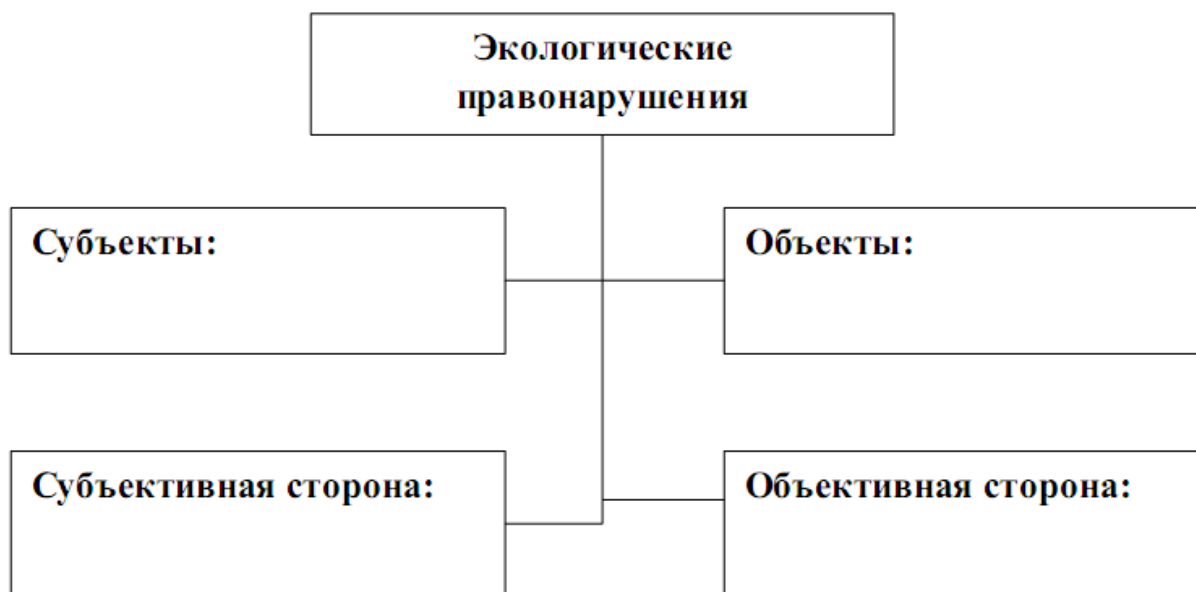 Экологические
правонарушения
Субъекты:
Объекты:
Субъективная сторона:
Объективная сторона: